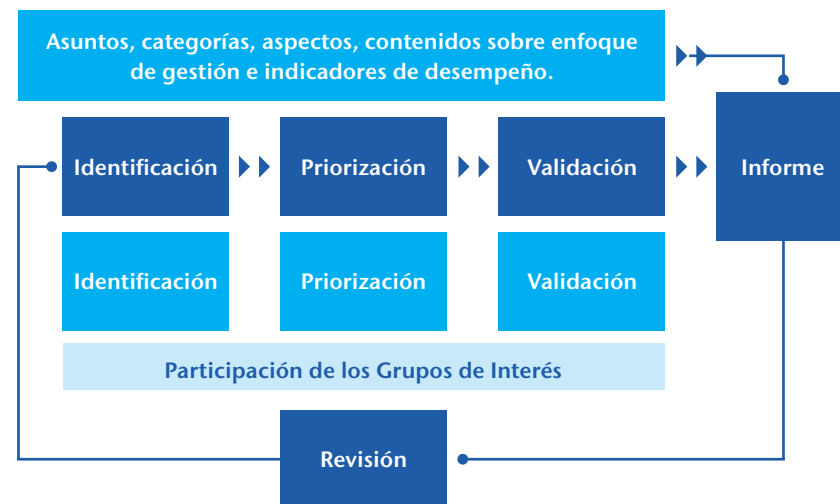 Asuntos, categorías, aspectos, contenidos sobre enfoque
de gestión e indicadores de desempeño.
Identificación
Priorización
Validación
Informe
Identificación
Priorización
Validación
Participación de los Grupos de Interés
Revisión